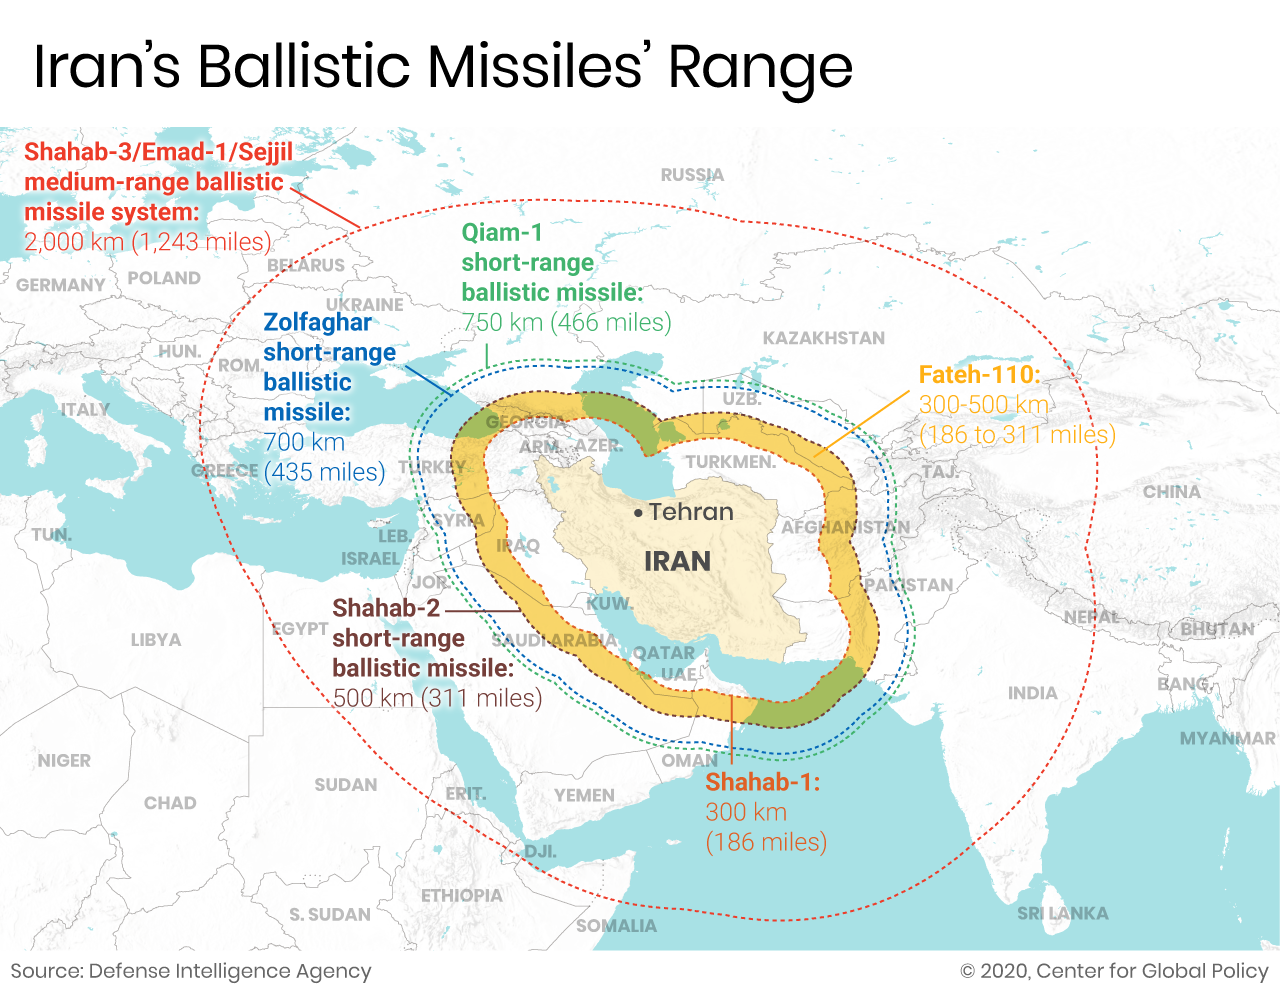 Iran's Ballistic Missiles' Range
Shahab-3/Emad-1/Sejjil
medium-range ballistic
missile system:
2,000 km (1,243 miles)
RUSSIA
Qiam-1
short-range
ballistic missile:
750 km (466 miles)
GERMANY
POLAND
BELARUS
UKRAINE
Zolfaghar
short-range
ballistic
missile:
700 km
(435 miles)
KAZAKHSTAN
HUN.
ROM.
Fateh-110:
300-500 km
(186 to 311 miles)
ITALY
UZB.
GEORGIA
ARM.
AZER.
TURKMEN.
GREECE
TURKEY
TAJ.
CHINA
TUN.
SYRIA
Tehran
AFGHANISTAN
LEB.
ISRAEL
IRAQ
IRAN
JOR.
PAKISTAN
KUW.
Shahab-2
short-range
ballistic missile:
500 km (311 miles)
NEPAL
BHUTAN
EGYPT
LIBYA
SAUDI ARABIA
QATAR
UAE
INDIA
BANG.
MYANMAR
NIGER
OMAN
SUDAN
ERIT.
YEMEN
Shahab-1:
300 km
(186 miles)
CHAD
DJI.
ETHIOPIA
S. SUDAN
SOMALIA
SRI LANKA
Source: Defense Intelligence Agency
© 2020, Center for Global Policy